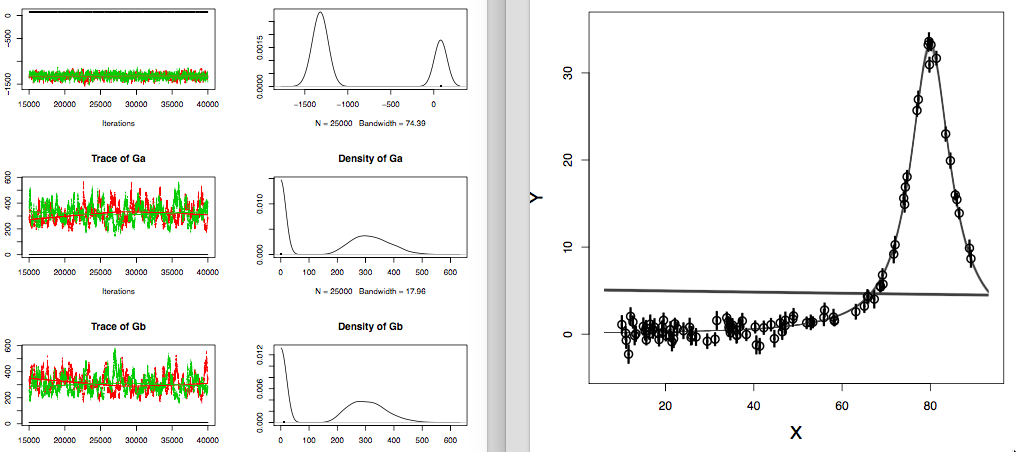 0
−500
−1500
15000 20000 25000 30000 35000 40000
Iterations
0.0015
0.0000
−1500 −1000 −500 0
N = 25000 Bandwidth = 74.39
Trace of Ga
600
400
200
0
15000 20000 25000 30000 35000 40000
Iterations
Density of Ga
0.010
0.000
0 100 200 300 400 500 600
N = 25000 Bandwidth = 17.96
Trace of Gb
600
400
200
0
15000 20000 25000 30000 35000 40000
Density of Gb
0.012
0.006
0.000
0 100 200 300 400 500 600
Y
30
20
10
0
20 40 60 80
X